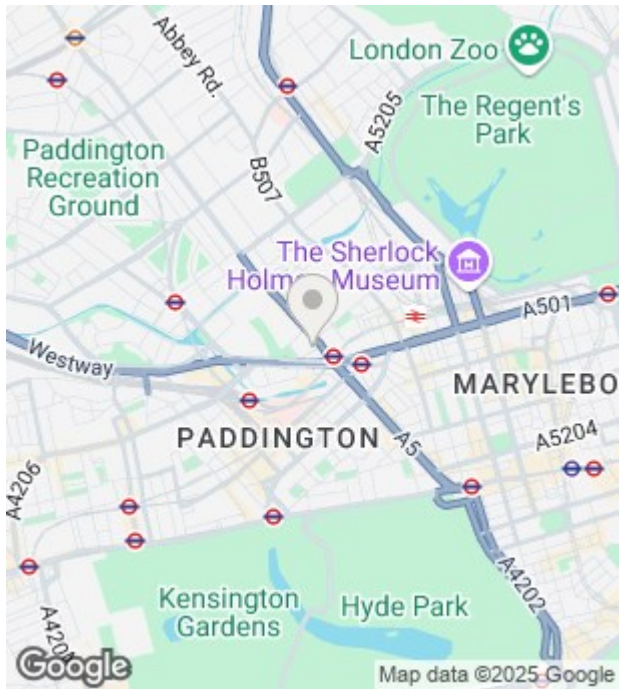 Abbey Rd.
London Zoo
The Regent's
Park
A5205
B507
Paddington
Recreation
Ground
The Sherlock
Holmes Museum
A501
Westway
MARYLEBO
PADDINGTON
A5
A5204
A4206
A4202
Kensington
Gardens
Hyde Park
Google
Map data ©2025 Google